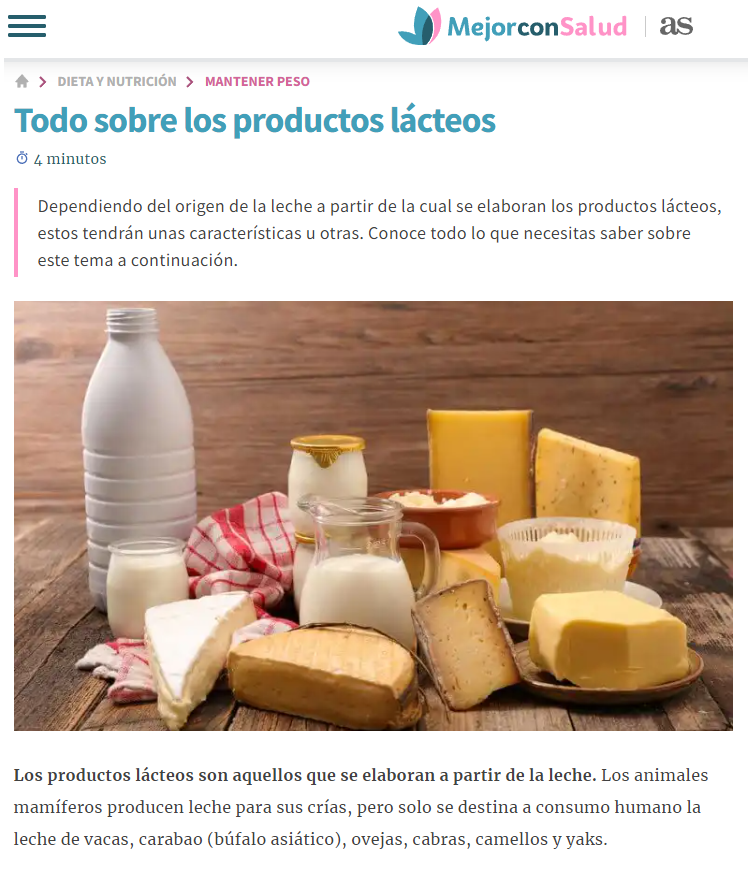 MejorconSalud as
DIETA Y NUTRICIÓN MANTENER PESO
Todo sobre los productos lácteos
4 minutos
Dependiendo del origen de la leche a partir de la cual se elaboran los productos lácteos,
estos tendrán unas características u otras. Conoce todo lo que necesitas saber sobre
este tema a continuación.
Los productos lácteos son aquellos que se elaboran a partir de la leche. Los animales
mamíferos producen leche para sus crías, pero solo se destina a consumo humano la
leche de vacas, carabao (búfalo asiático), ovejas, cabras, camellos y yaks.